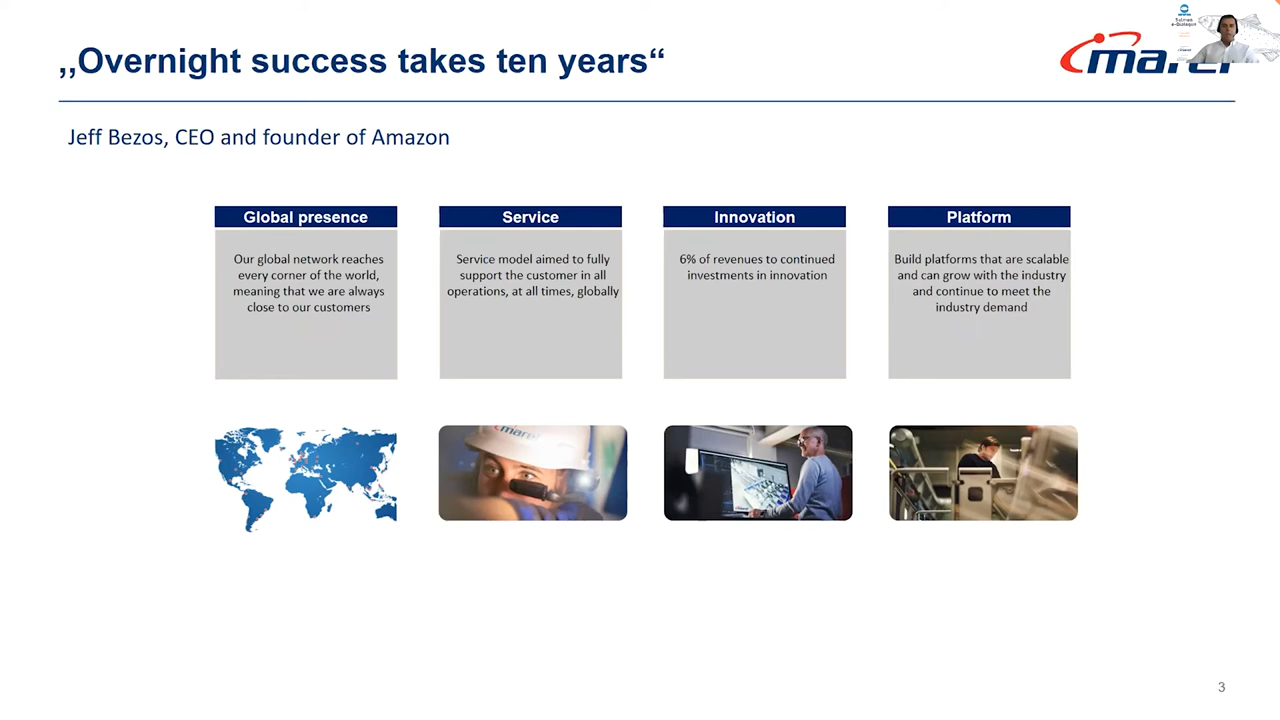 ,,Overnight success takes ten years“
Jeff Bezos, CEO and founder of Amazon
Global presence
Our global network reaches
every corner of the world,
meaning that we are always
close to our customers
Service
Service model aimed to fully
support the customer in all
operations, at all times, globally
Innovation
6% of revenues to continued
investments in innovation
Platform
Build platforms that are scalable
and can grow with the industry
and continue to meet the
industry demand
marel
3